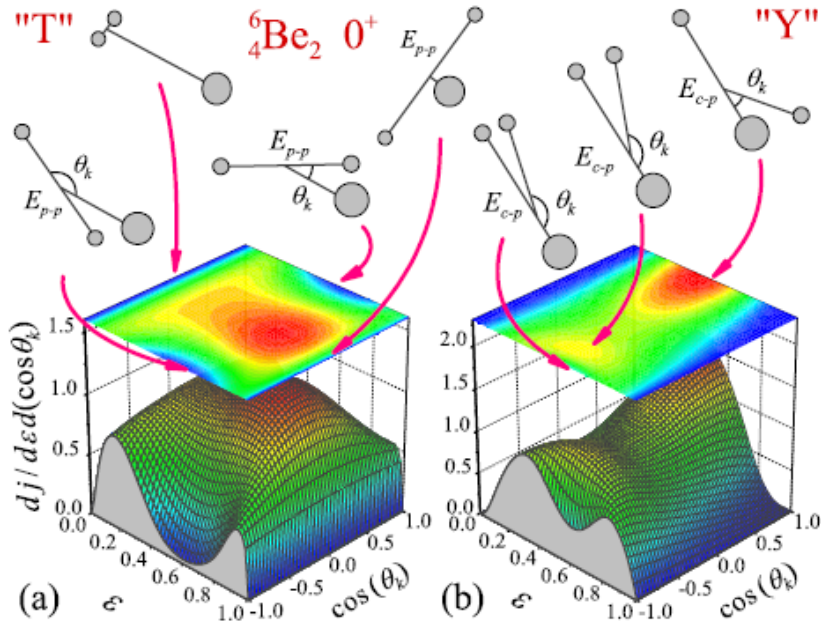 "T" ⁶₄Be₂ 0⁺ "Y"
E_{p-p}
E_{c-p} θ_k
θ_k
E_{p-p}
E_{p-p}
θ_k
θ_k
E_{c-p}
θ_k
E_{c-p}
dj/dεd(cosθ_k)
1.5
1.0
0.5
0.0
0.0
0.2
0.4
0.6
0.8
1.0
-1.0
-0.5
0.0
0.5
1.0
(a) ε cos(θ_k)
2.0
1.5
1.0
0.5
0.0
0.0
0.2
0.4
0.6
0.8
1.0
-1.0
-0.5
0.0
0.5
1.0
(b) ε cos(θ_k)